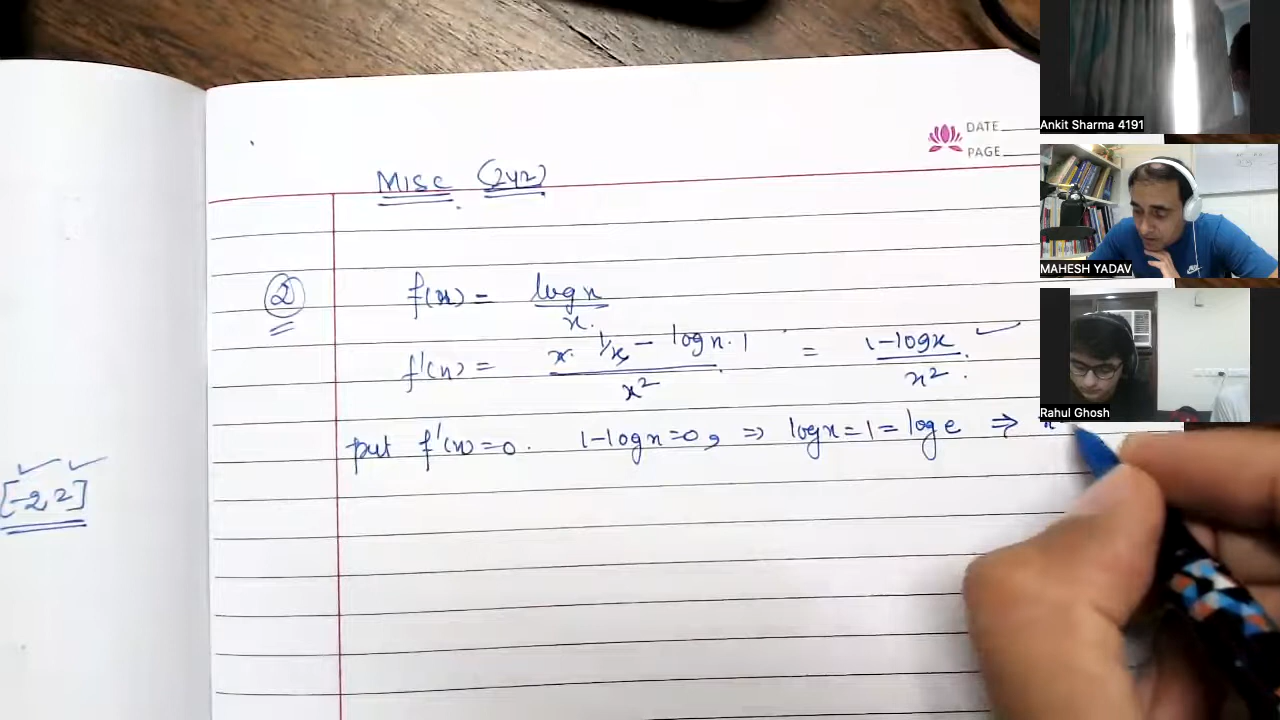 DATE
PAGE
Misc (242)
② f(x) = log x / x.
f'(x) = x. 1/x - log x. 1 / x² = 1 - log x / x².
put f'(x) = 0. 1 - log x = 0, ⇒ log x = 1 = log e ⇒ x
[-2, 2]
Ankit Sharma 4191
MAHESH YADAV
Rahul Ghosh